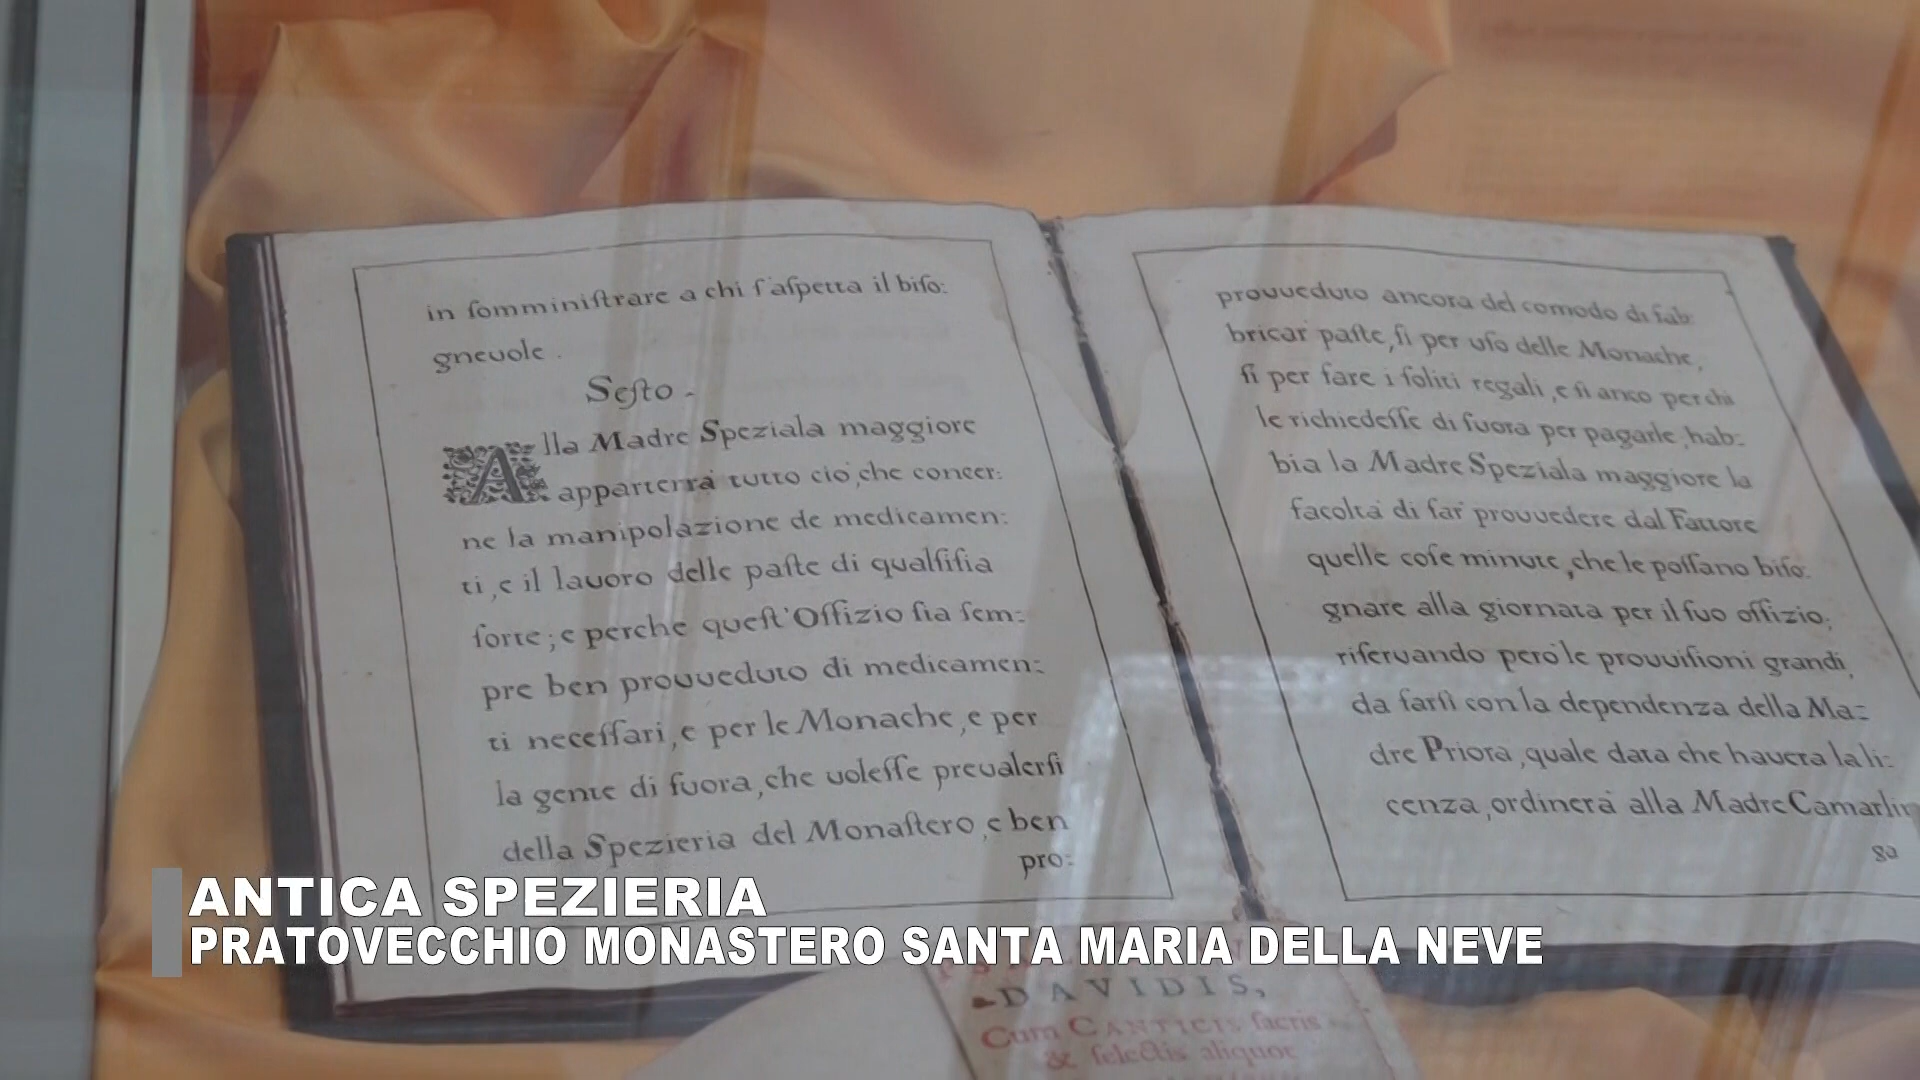 in somministrare a chi s'aspetta il biso:
gneuole .
Sesto -
Alla Madre Speziala maggiore
apparterrà tutto ciò, che concer:
ne la manipolazione de medicamen:
ti, e il lauoro delle paste di qualsisia
sorte; e perche quest'Offizio sia sem:
pre ben prouueduto di medicamen:
ti necessari, e per le Monache, e per
la gente di fuora, che uolesse preualersi
della Spezieria del Monastero, e ben
pro:
proueduto ancora del comodo di fab:
bricar paste, si per uso delle Monache,
si per fare i soliti regali, e si anco per chi
le richiedesse di fuora per pagarle, hab:
bia la Madre Speziala maggiore la
facoltà di far prouuedere dal Fattore
quelle cose minute, che le possano biso:
gnare alla giornata per il suo offizio;
riseruando però le prouuisioni grandi,
da farsi con la dependenza della Ma:
dre Priora, quale data che hauera la li:
cenza, ordinerà alla Madre Camarlin
ga
DAVIDIS,
Cum CANTICIS sacris
& selectis aliquot
ANTICA SPEZIERIA
PRATOVECCHIO MONASTERO SANTA MARIA DELLA NEVE